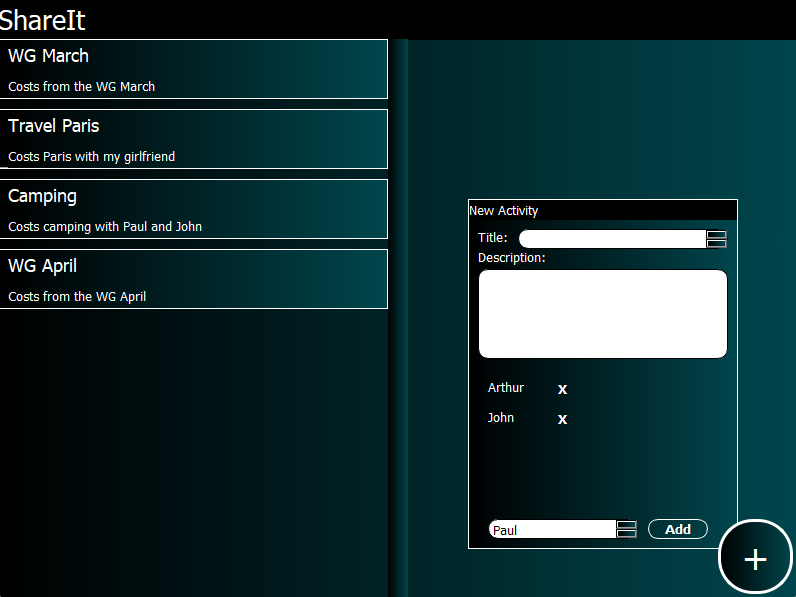 ShareIt
WG March
Costs from the WG March
Travel Paris
Costs Paris with my girlfriend
Camping
Costs camping with Paul and John
WG April
Costs from the WG April
New Activity
Title:
Description:
Arthur x
John x
Paul Add
+